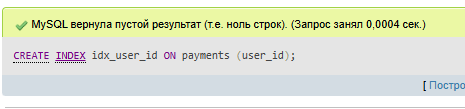 MySQL вернула пустой результат (т.е. ноль строк). (Запрос занял 0,0004 сек.)
CREATE INDEX idx_user_id ON payments (user_id);
[ Постро